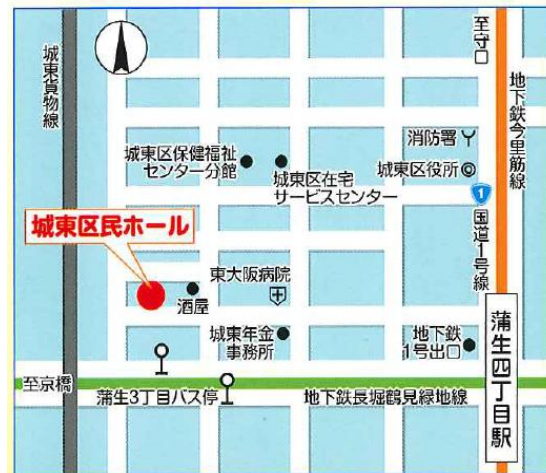 城東貨物線
至守口
地下鉄今里筋線
消防署
城東区役所
城東区保健福祉
センター分館
城東区在宅
サービスセンター
1
国道1号線
城東区民ホール
東大阪病院
酒屋
城東年金
事務所
地下鉄
1号出口
蒲生四丁目駅
至京橋
蒲生3丁目バス停
地下鉄長堀鶴見緑地線